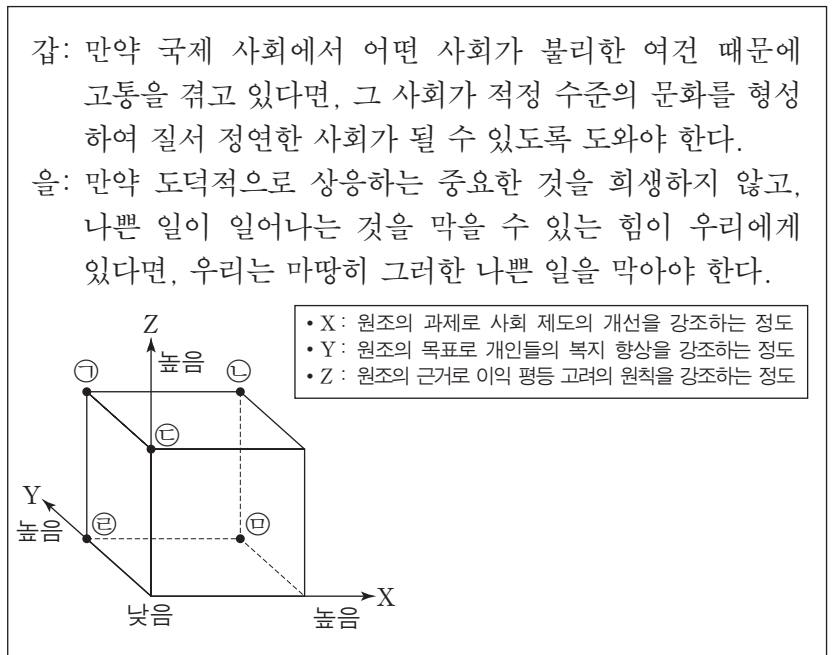 갑: 만약 국제 사회에서 어떤 사회가 불리한 여건 때문에
고통을 겪고 있다면, 그 사회가 적정 수준의 문화를 형성
하여 질서 정연한 사회가 될 수 있도록 도와야 한다.
을: 만약 도덕적으로 상응하는 중요한 것을 희생하지 않고,
나쁜 일이 일어나는 것을 막을 수 있는 힘이 우리에게
있다면, 우리는 마땅히 그러한 나쁜 일을 막아야 한다.
• X : 원조의 과제로 사회 제도의 개선을 강조하는 정도
• Y : 원조의 목표로 개인들의 복지 향상을 강조하는 정도
• Z : 원조의 근거로 이익 평등 고려의 원칙을 강조하는 정도
Z
높음
㉠
㉡
㉢
Y
높음
㉣
㉤
X
낮음
높음